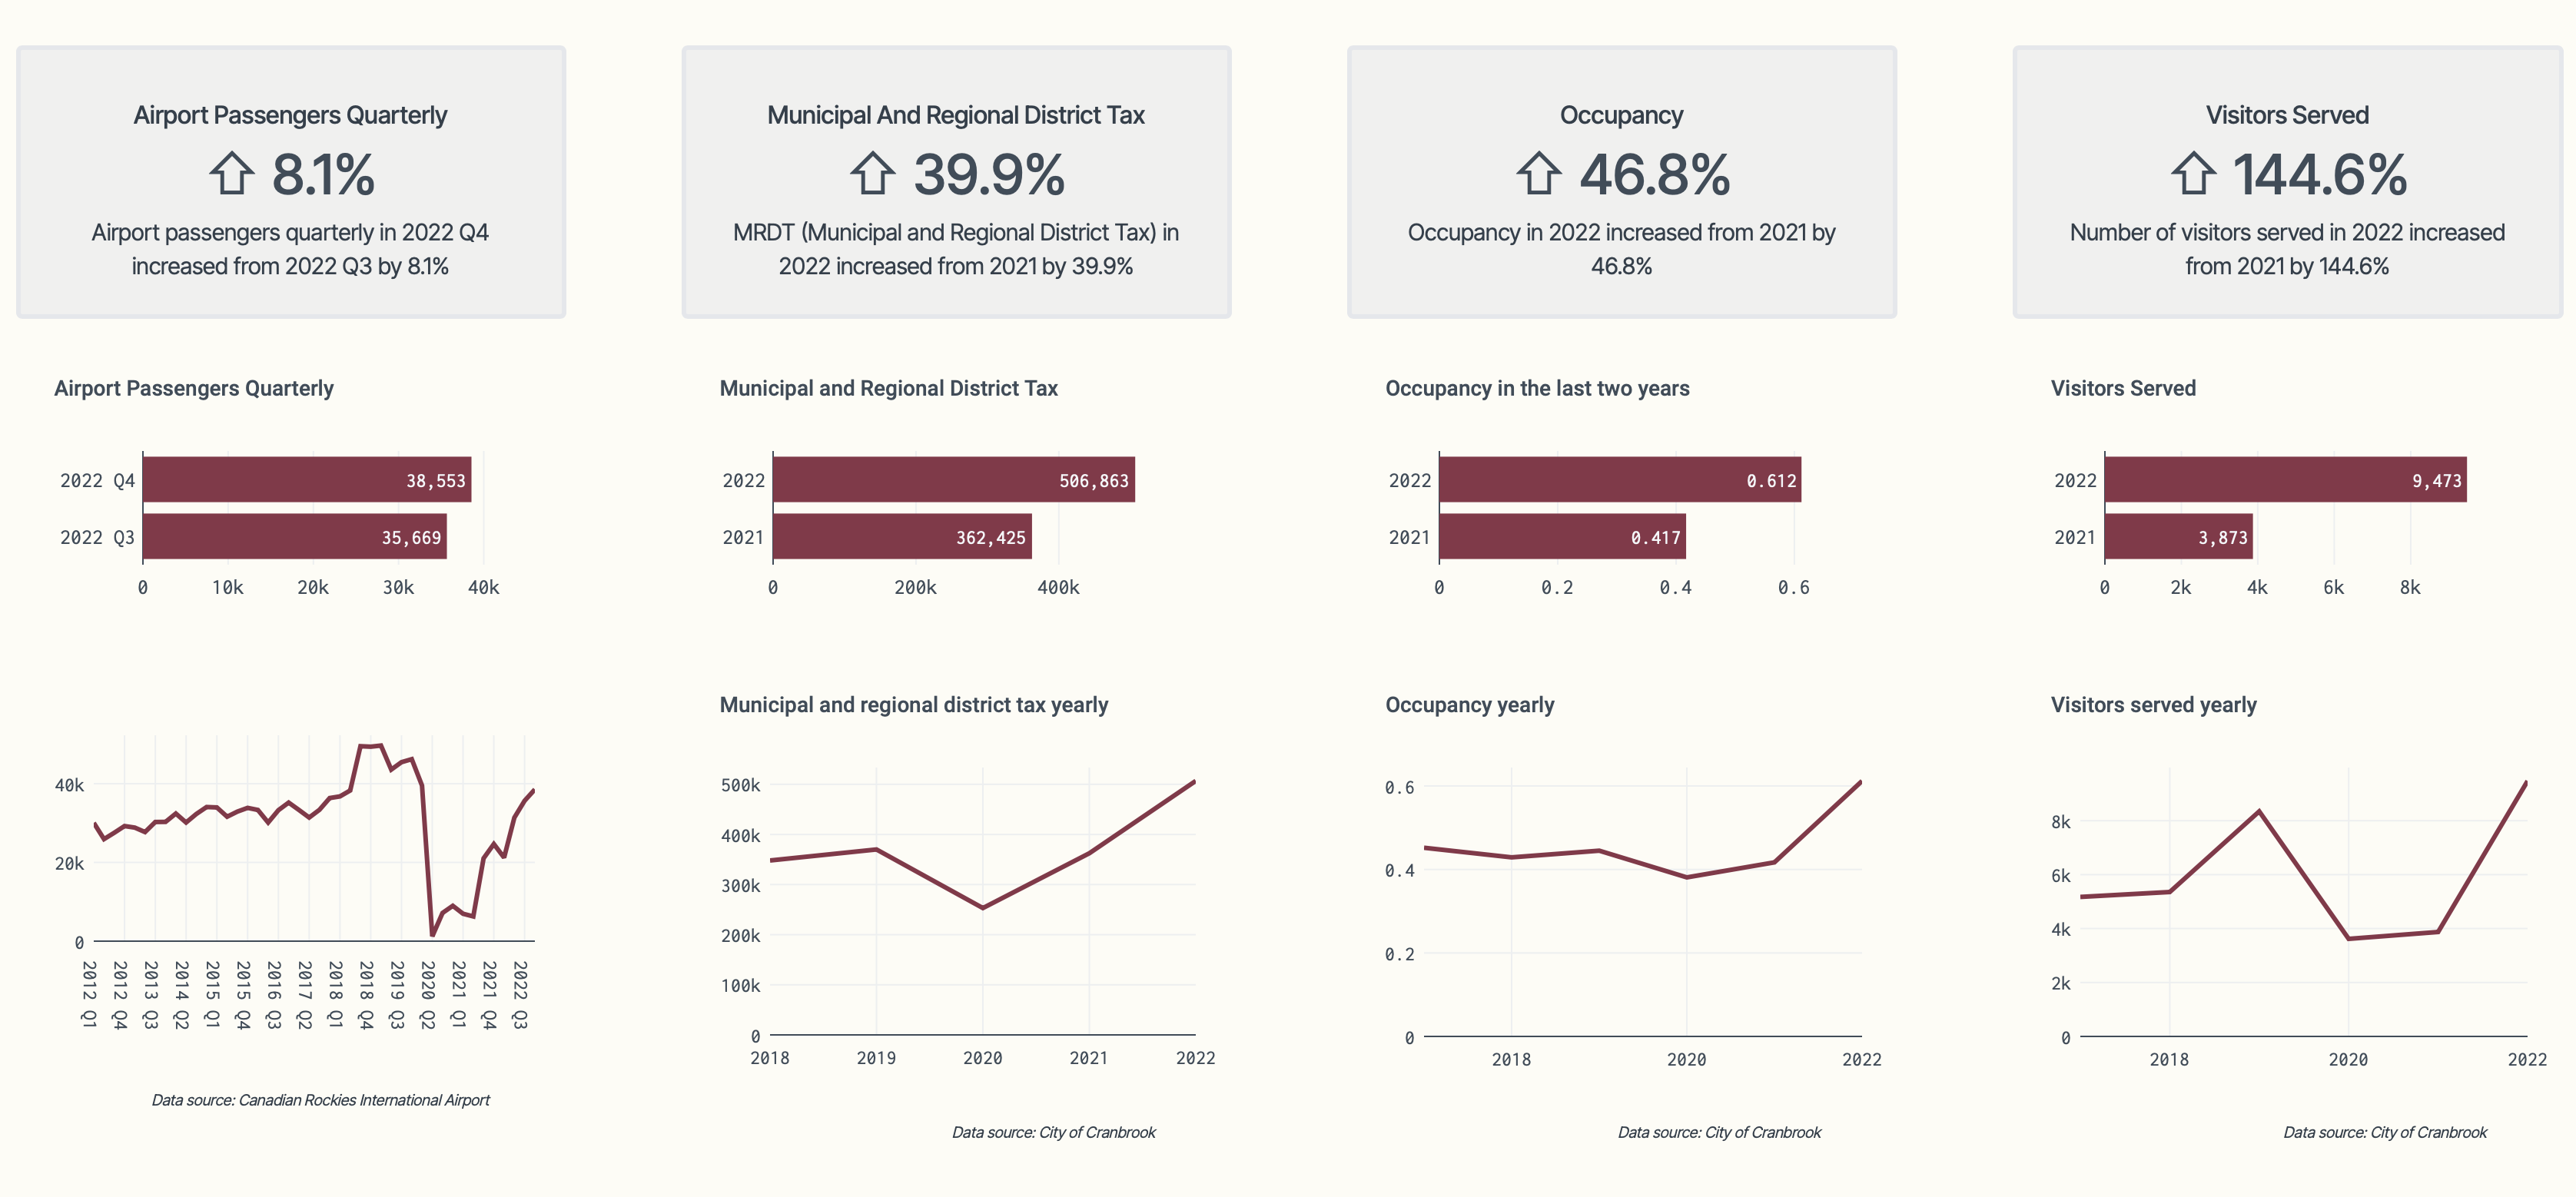 Airport Passengers Quarterly
8.1%
Airport passengers quarterly in 2022 Q4
increased from 2022 Q3 by 8.1%
Municipal And Regional District Tax
39.9%
MRDT (Municipal and Regional District Tax) in
2022 increased from 2021 by 39.9%
Occupancy
46.8%
Occupancy in 2022 increased from 2021 by
46.8%
Visitors Served
144.6%
Number of visitors served in 2022 increased
from 2021 by 144.6%
Airport Passengers Quarterly
2022 Q4
38,553
2022 Q3
35,669
0 10k 20k 30k 40k
Municipal and Regional District Tax
2022
506,863
2021
362,425
0 200k 400k
Occupancy in the last two years
2022
0.612
2021
0.417
0 0.2 0.4 0.6
Visitors Served
2022
9,473
2021
3,873
0 2k 4k 6k 8k
40k
20k
0
2012 Q1
2012 Q4
2013 Q3
2014 Q2
2015 Q1
2015 Q4
2016 Q3
2017 Q2
2018 Q1
2018 Q4
2019 Q3
2020 Q2
2021 Q1
2021 Q4
2022 Q3
Data source: Canadian Rockies International Airport
Municipal and regional district tax yearly
500k
400k
300k
200k
100k
0
2018 2019 2020 2021 2022
Data source: City of Cranbrook
Occupancy yearly
0.6
0.4
0.2
0
2018 2020 2022
Data source: City of Cranbrook
Visitors served yearly
8k
6k
4k
2k
0
2018 2020 2022
Data source: City of Cranbrook